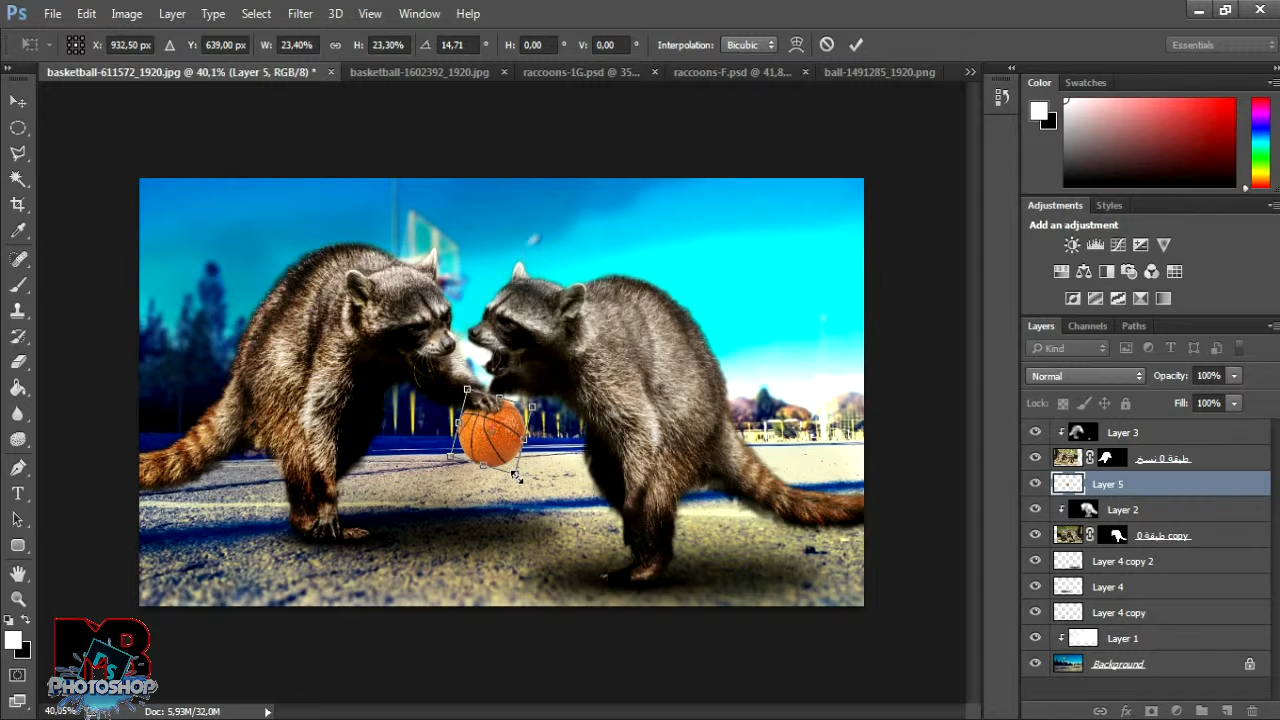 Ps File Edit Image Layer Type Select Filter 3D View Window Help
X: 932,50 px Y: 639,00 px W: 23,40% H: 23,30% 14,71 ° H: 0,00 ° V: 0,00 ° Interpolation: Bicubic Essentials
basketball-611572_1920.jpg @ 40,1% (Layer 5, RGB/8) * × basketball-1602392_1920.jpg × raccoons-1G.psd @ 35... × raccoons-F.psd @ 41,8... × ball-1491285_1920.png
Color Swatches
Adjustments Styles
Add an adjustment
Layers Channels Paths
Kind
Normal Opacity: 100%
Lock: Fill: 100%
Layer 3
طبقة 0 نسخ
Layer 5
Layer 2
طبقة 0 copy
Layer 4 copy 2
Layer 4
Layer 4 copy
Layer 1
Background
PHOTOSHOP
40,05% Doc: 5,93M/32,0M